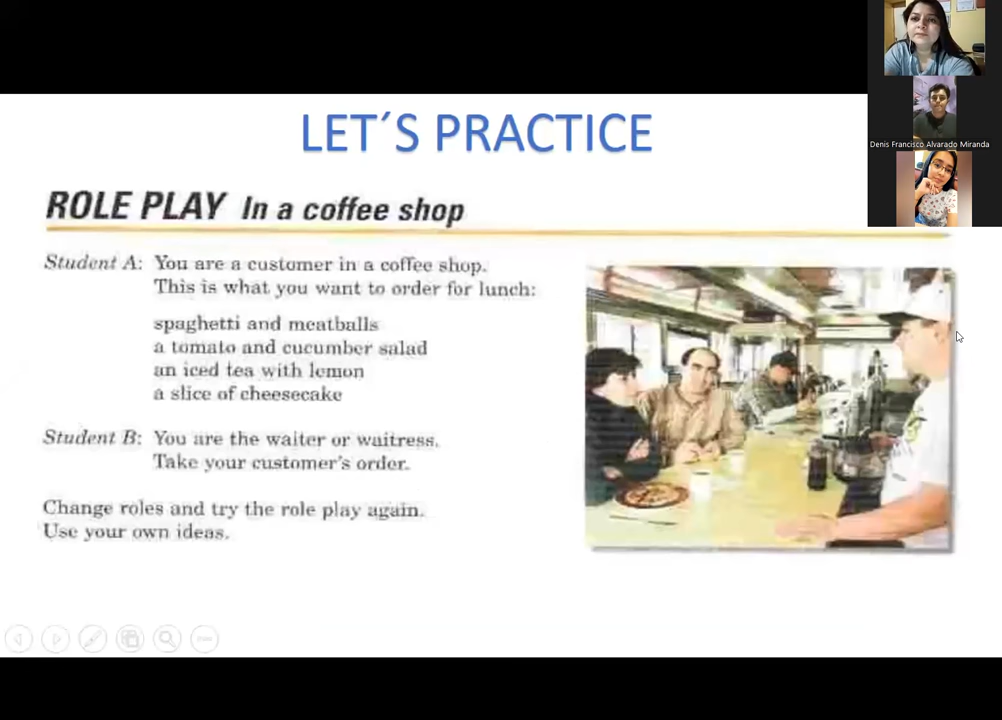 LET´S PRACTICE
Denis Francisco Alvarado Miranda
ROLE PLAY In a coffee shop
Student A: You are a customer in a coffee shop.
This is what you want to order for lunch:
spaghetti and meatballs
a tomato and cucumber salad
an iced tea with lemon
a slice of cheesecake
Student B: You are the waiter or waitress.
Take your customer's order.
Change roles and try the role play again.
Use your own ideas.